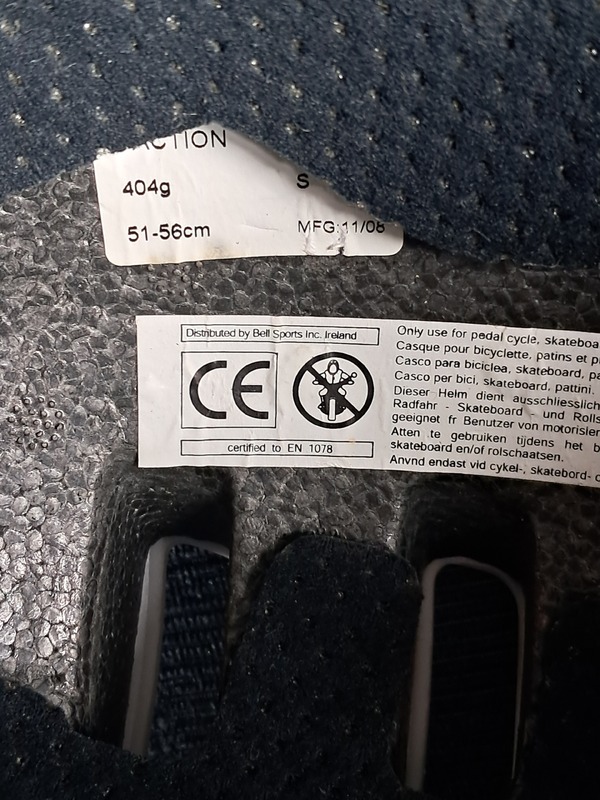 ACTION
404g S
51-56cm MFG:11/08
Distributed by Bell Sports Inc. Ireland
CE
certified to EN 1078
Only use for pedal cycle, skateboa
Casque pour bicyclette, patins et p
Casco para biciclea, skateboard, pa
Casco per bici, skateboard, pattini.
Dieser Helm dient ausschliesslich
Radfahr - Skateboard - und Rolls
geeignet fr Benutzer von motorisier
Atten te gebruiken tijdens het b
skateboard en/of rolschaatsen.
Anvnd endast vid cykel-, skatebord- o